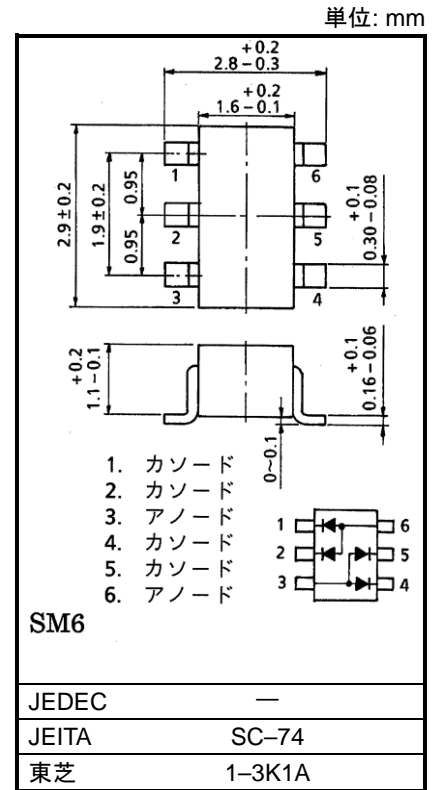 単位: mm
+0.2
2.8−0.3
+0.2
1.6−0.1
1
6
2
5
3
4
2.9±0.2
1.9±0.2
0.95
0.95
+0.1
0.30−0.08
+0.2
1.1−0.1
+0.1
0.16−0.06
0~0.1
1. カソード
2. カソード
3. アノード
4. カソード
5. カソード
6. アノード
1
6
2
5
3
4
SM6
JEDEC —
JEITA SC–74
東芝 1–3K1A